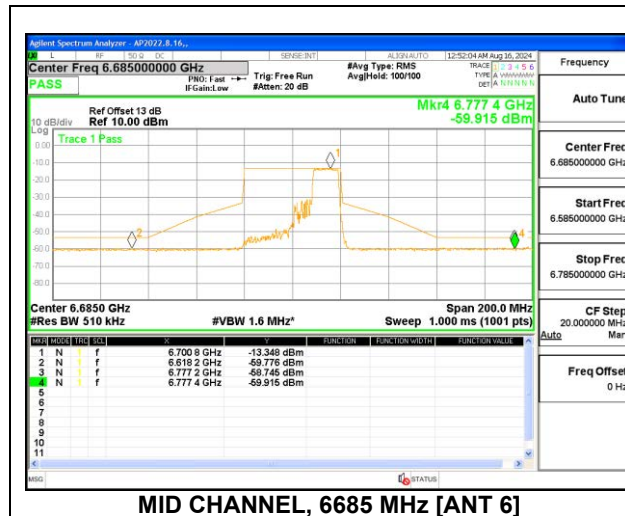 Agilent Spectrum Analyzer - AP2022.8.16,,
L RF 50 Ω DC SENSE:INT ALIGN AUTO 12:52:04 AM Aug 16, 2024
Center Freq 6.685000000 GHz #Avg Type: RMS TRACE 1 2 3 4 5 6
PASS PNO: Fast Trig: Free Run Avg|Hold: 100/100 TYPE A
IFGain:Low #Atten: 20 dB DET A N N N N N
Mkr4 6.777 4 GHz
Ref Offset 13 dB
10 dB/div Ref 10.00 dBm -59.915 dBm
Log
Trace 1 Pass
0.00
-10.0
-20.0
-30.0
-40.0
-50.0
-60.0
-70.0
-80.0
1
2
4
Center 6.6850 GHz Span 200.0 MHz
#Res BW 510 kHz #VBW 1.6 MHz* Sweep 1.000 ms (1001 pts)
MKR MODE TRC SCL X Y FUNCTION FUNCTION WIDTH FUNCTION VALUE
1 N 1 f 6.700 8 GHz -13.348 dBm
2 N 1 f 6.618 2 GHz -59.776 dBm
3 N 1 f 6.777 2 GHz -58.745 dBm
4 N 1 f 6.777 4 GHz -59.915 dBm
5
6
7
8
9
10
11
MSG STATUS
Frequency
Auto Tune
Center Freq
6.685000000 GHz
Start Freq
6.585000000 GHz
Stop Freq
6.785000000 GHz
CF Step
20.000000 MHz
Auto Man
Freq Offset
0 Hz
MID CHANNEL, 6685 MHz [ANT 6]